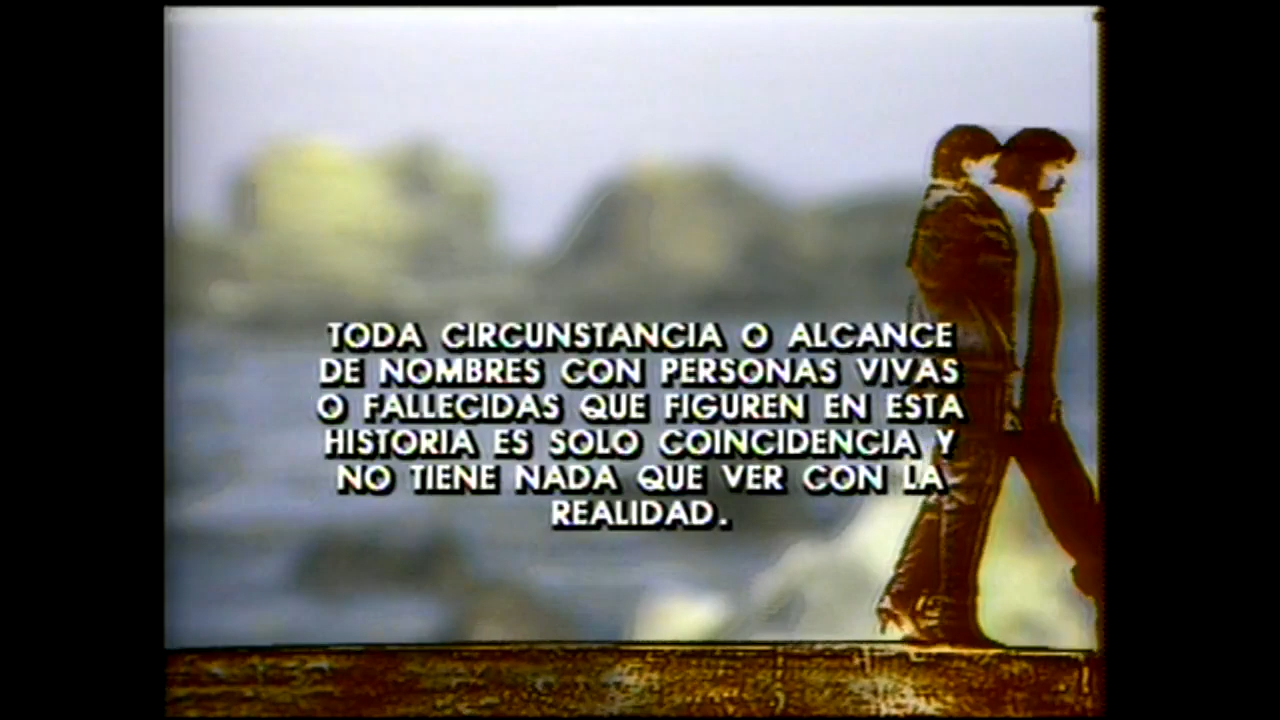 TODA CIRCUNSTANCIA O ALCANCE
DE NOMBRES CON PERSONAS VIVAS
O FALLECIDAS QUE FIGUREN EN ESTA
HISTORIA ES SOLO COINCIDENCIA Y
NO TIENE NADA QUE VER CON LA
REALIDAD.